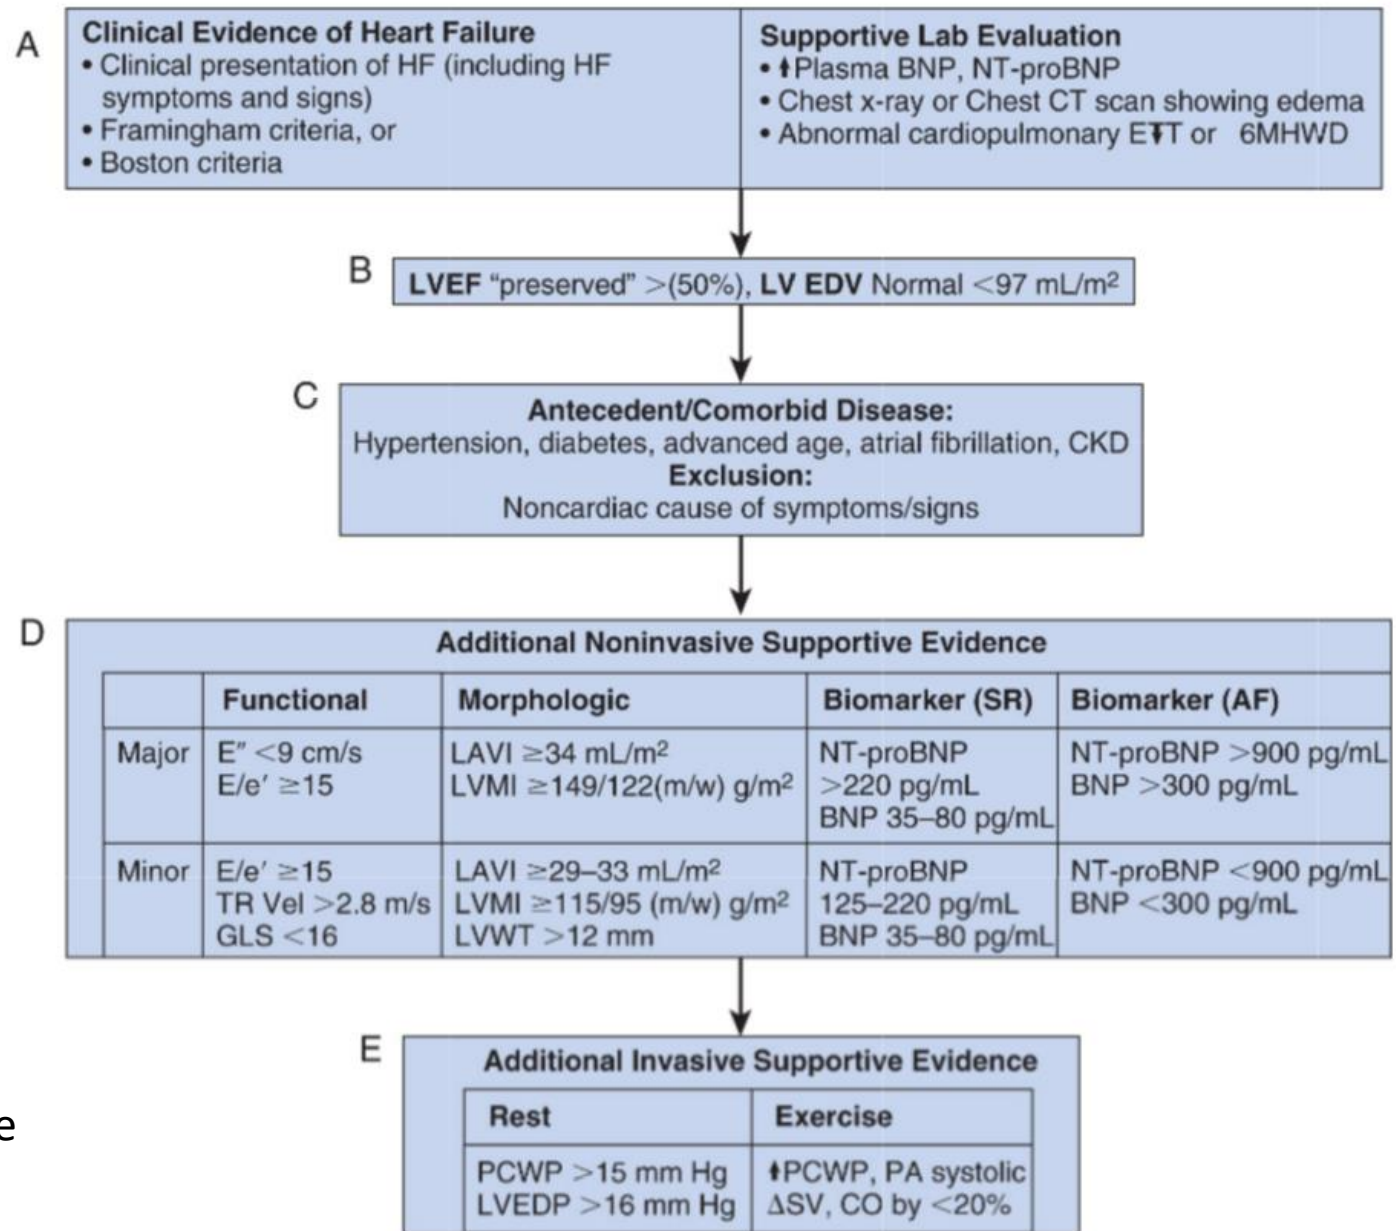 A
Clinical Evidence of Heart Failure
• Clinical presentation of HF (including HF
symptoms and signs)
• Framingham criteria, or
• Boston criteria
Supportive Lab Evaluation
• ⬆Plasma BNP, NT-proBNP
• Chest x-ray or Chest CT scan showing edema
• Abnormal cardiopulmonary ETT or 6MHWD
B
LVEF “preserved” >(50%), LV EDV Normal <97 mL/m²
C
Antecedent/Comorbid Disease:
Hypertension, diabetes, advanced age, atrial fibrillation, CKD
Exclusion:
Noncardiac cause of symptoms/signs
D
Additional Noninvasive Supportive Evidence
Functional
Morphologic
Biomarker (SR)
Biomarker (AF)
Major
E″ <9 cm/s
E/e′ ≥15
LAVI ≥34 mL/m²
LVMI ≥149/122(m/w) g/m²
NT-proBNP
>220 pg/mL
BNP 35–80 pg/mL
NT-proBNP >900 pg/mL
BNP >300 pg/mL
Minor
E/e′ ≥15
TR Vel >2.8 m/s
GLS <16
LAVI ≥29–33 mL/m²
LVMI ≥115/95 (m/w) g/m²
LVWT >12 mm
NT-proBNP
125–220 pg/mL
BNP 35–80 pg/mL
NT-proBNP <900 pg/mL
BNP <300 pg/mL
E
Additional Invasive Supportive Evidence
Rest
Exercise
PCWP >15 mm Hg
LVEDP >16 mm Hg
⬆PCWP, PA systolic
ΔSV, CO by <20%
e